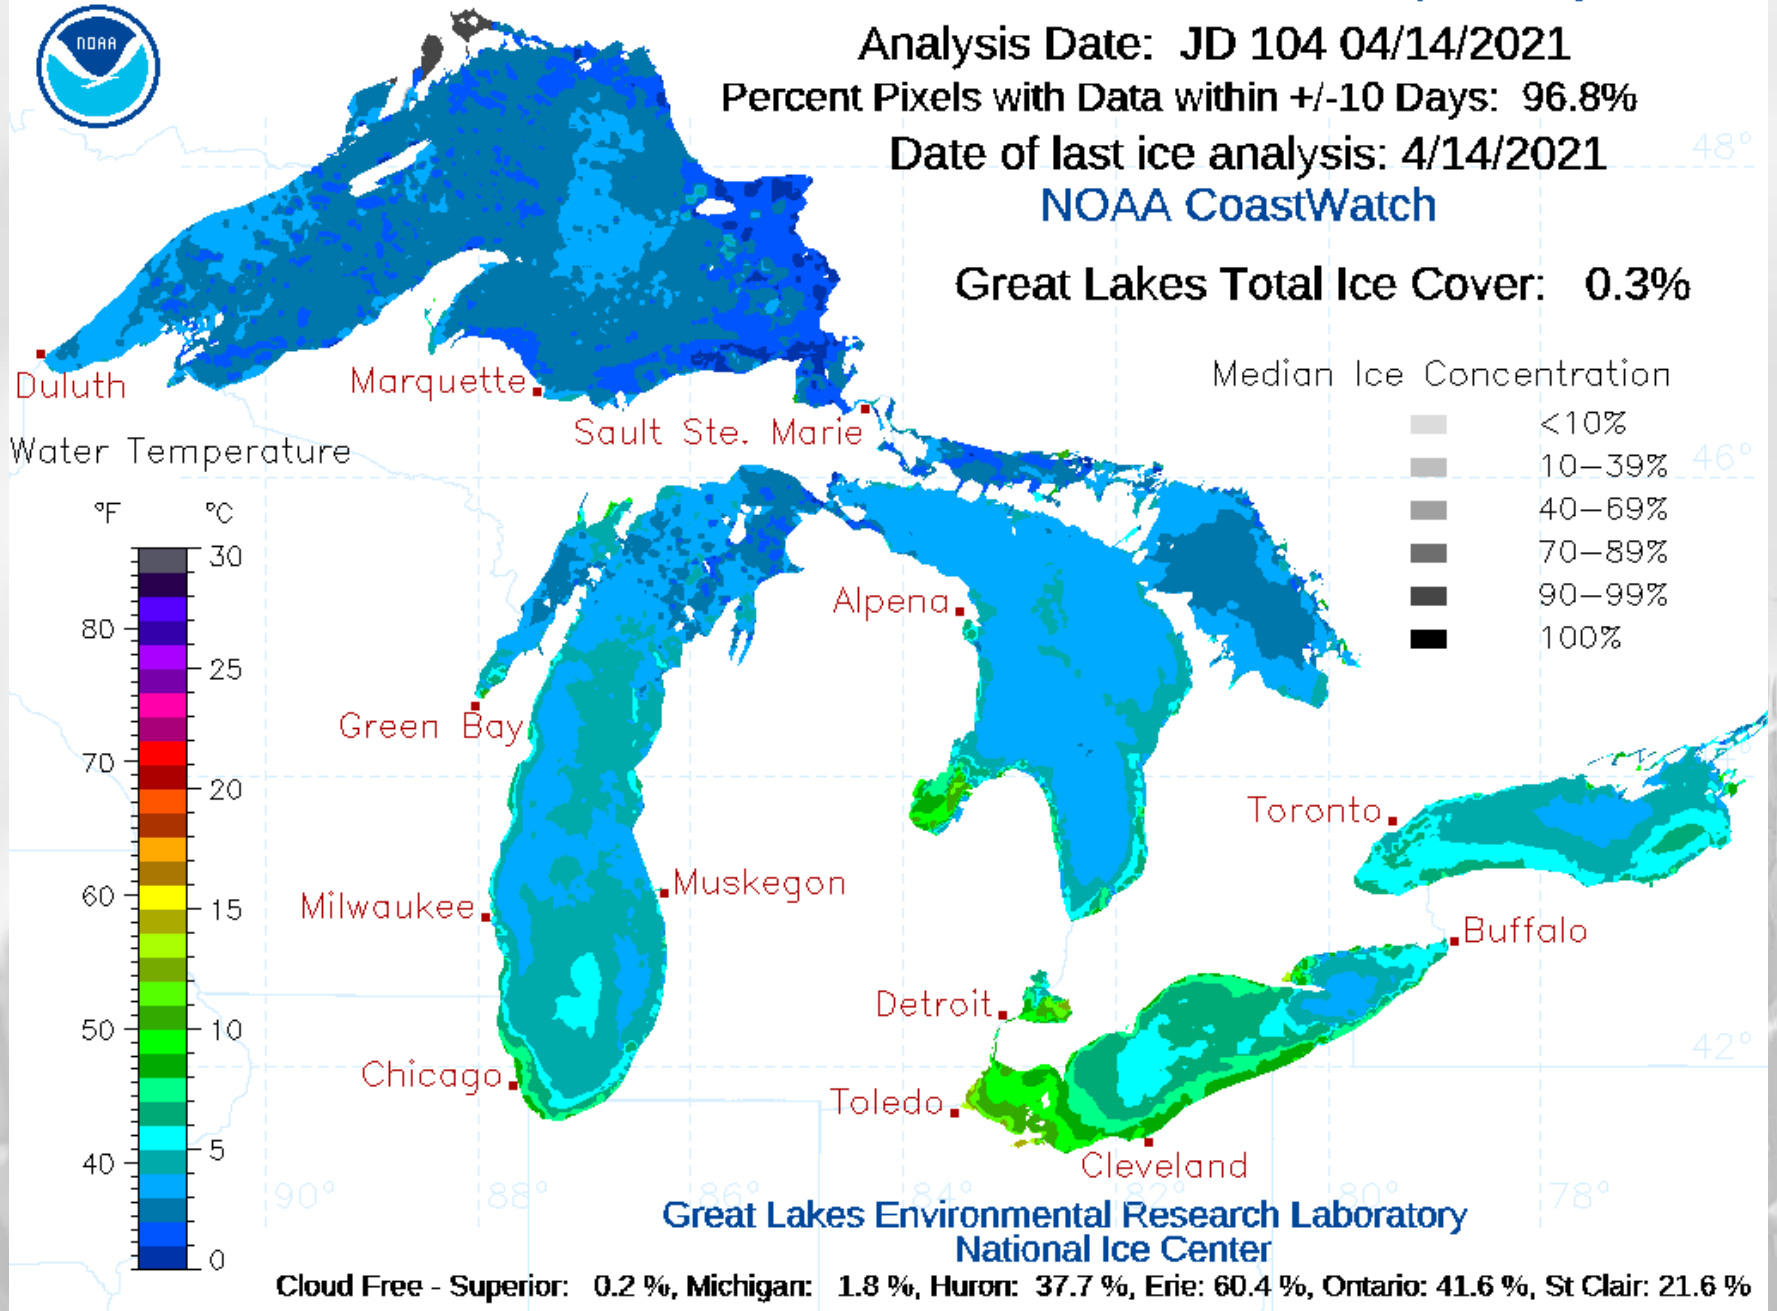 NOAA
Analysis Date: JD 104 04/14/2021
Percent Pixels with Data within +/-10 Days: 96.8%
Date of last ice analysis: 4/14/2021
48°
NOAA CoastWatch
Great Lakes Total Ice Cover: 0.3%
Duluth
Marquette
Sault Ste. Marie
Median Ice Concentration
<10%
10–39%
40–69%
70–89%
90–99%
100%
46°
Water Temperature
°F °C
30
80
25
70
20
60
15
50
10
40
5
0
Alpena
Green Bay
Toronto
Muskegon
Milwaukee
Buffalo
Detroit
42°
Chicago
Toledo
Cleveland
90° 88° 86° 84° 82° 80° 78°
Great Lakes Environmental Research Laboratory
National Ice Center
Cloud Free - Superior: 0.2 %, Michigan: 1.8 %, Huron: 37.7 %, Erie: 60.4 %, Ontario: 41.6 %, St Clair: 21.6 %